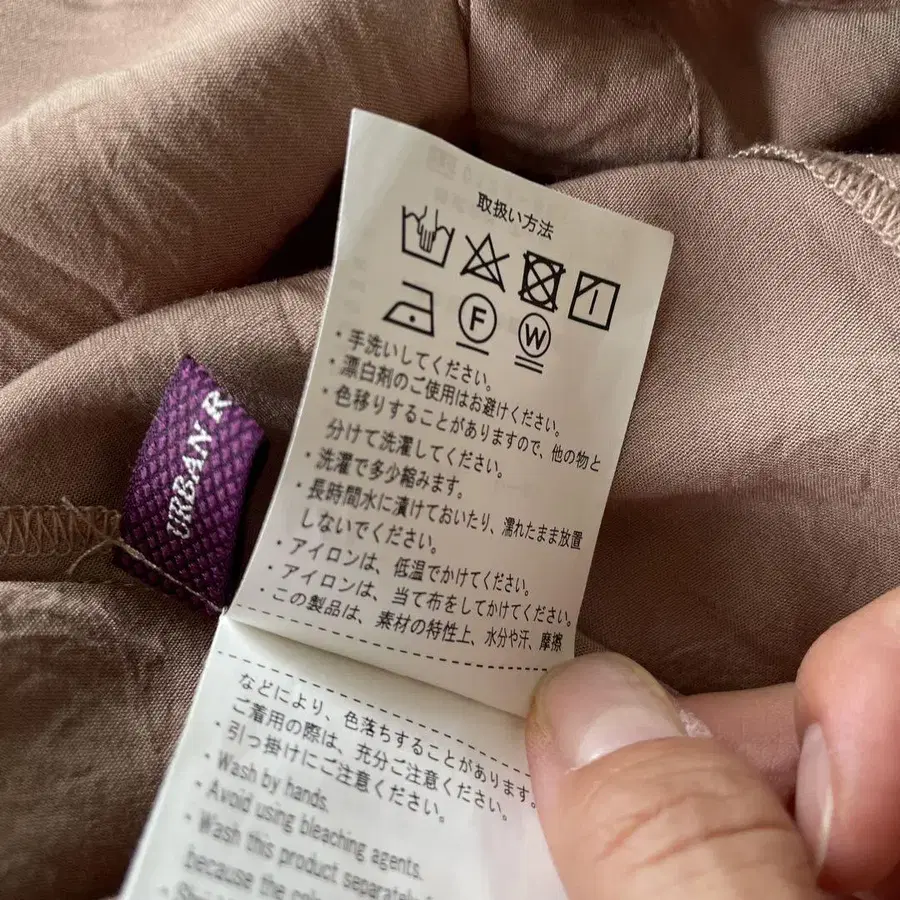 取扱い方法
F W
・手洗いしてください。
・漂白剤のご使用はお避けください。
・色移りすることがありますので、他の物と
分けて洗濯してください。
・洗濯で多少縮みます。
・長時間水に漬けておいたり、濡れたまま放置
しないでください。
・アイロンは、低温でかけてください。
・アイロンは、当て布をしてかけてください。
・この製品は、素材の特性上、水分や汗、摩擦
などにより、色落ちすることがあります。
ご着用の際は、充分ご注意ください。
・引っ掛けにご注意ください。
・Wash by hands.
・Avoid using bleaching agents.
・Wash this product separately
because the
URBAN R